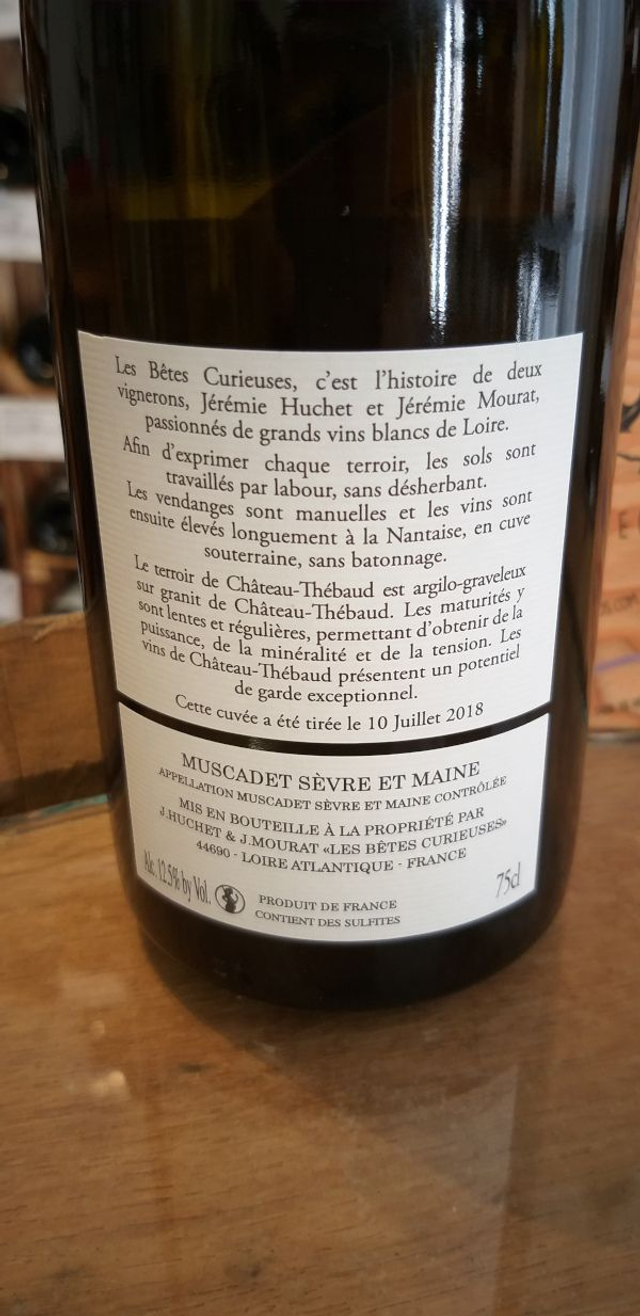 Les Bêtes Curieuses, c'est l'histoire de deux
vignerons, Jérémie Huchet et Jérémie Mourat,
passionnés de grands vins blancs de Loire.
Afin d'exprimer chaque terroir, les sols sont
travaillés par labour, sans désherbant.
Les vendanges sont manuelles et les vins sont
ensuite élevés longuement à la Nantaise, en cuve
souterraine, sans batonnage.
Le terroir de Château-Thébaud est argilo-graveleux
sur granit de Château-Thébaud. Les maturités y
sont lentes et régulières, permettant d'obtenir de la
puissance, de la minéralité et de la tension. Les
vins de Château-Thébaud présentent un potentiel
de garde exceptionnel.
Cette cuvée a été tirée le 10 Juillet 2018
MUSCADET SÈVRE ET MAINE
APPELLATION MUSCADET SÈVRE ET MAINE CONTRÔLÉE
MIS EN BOUTEILLE À LA PROPRIÉTÉ PAR
J.HUCHET & J.MOURAT «LES BÊTES CURIEUSES»
44690 - LOIRE ATLANTIQUE - FRANCE
Alc. 12.5% by Vol.
PRODUIT DE FRANCE
CONTIENT DES SULFITES
75cl